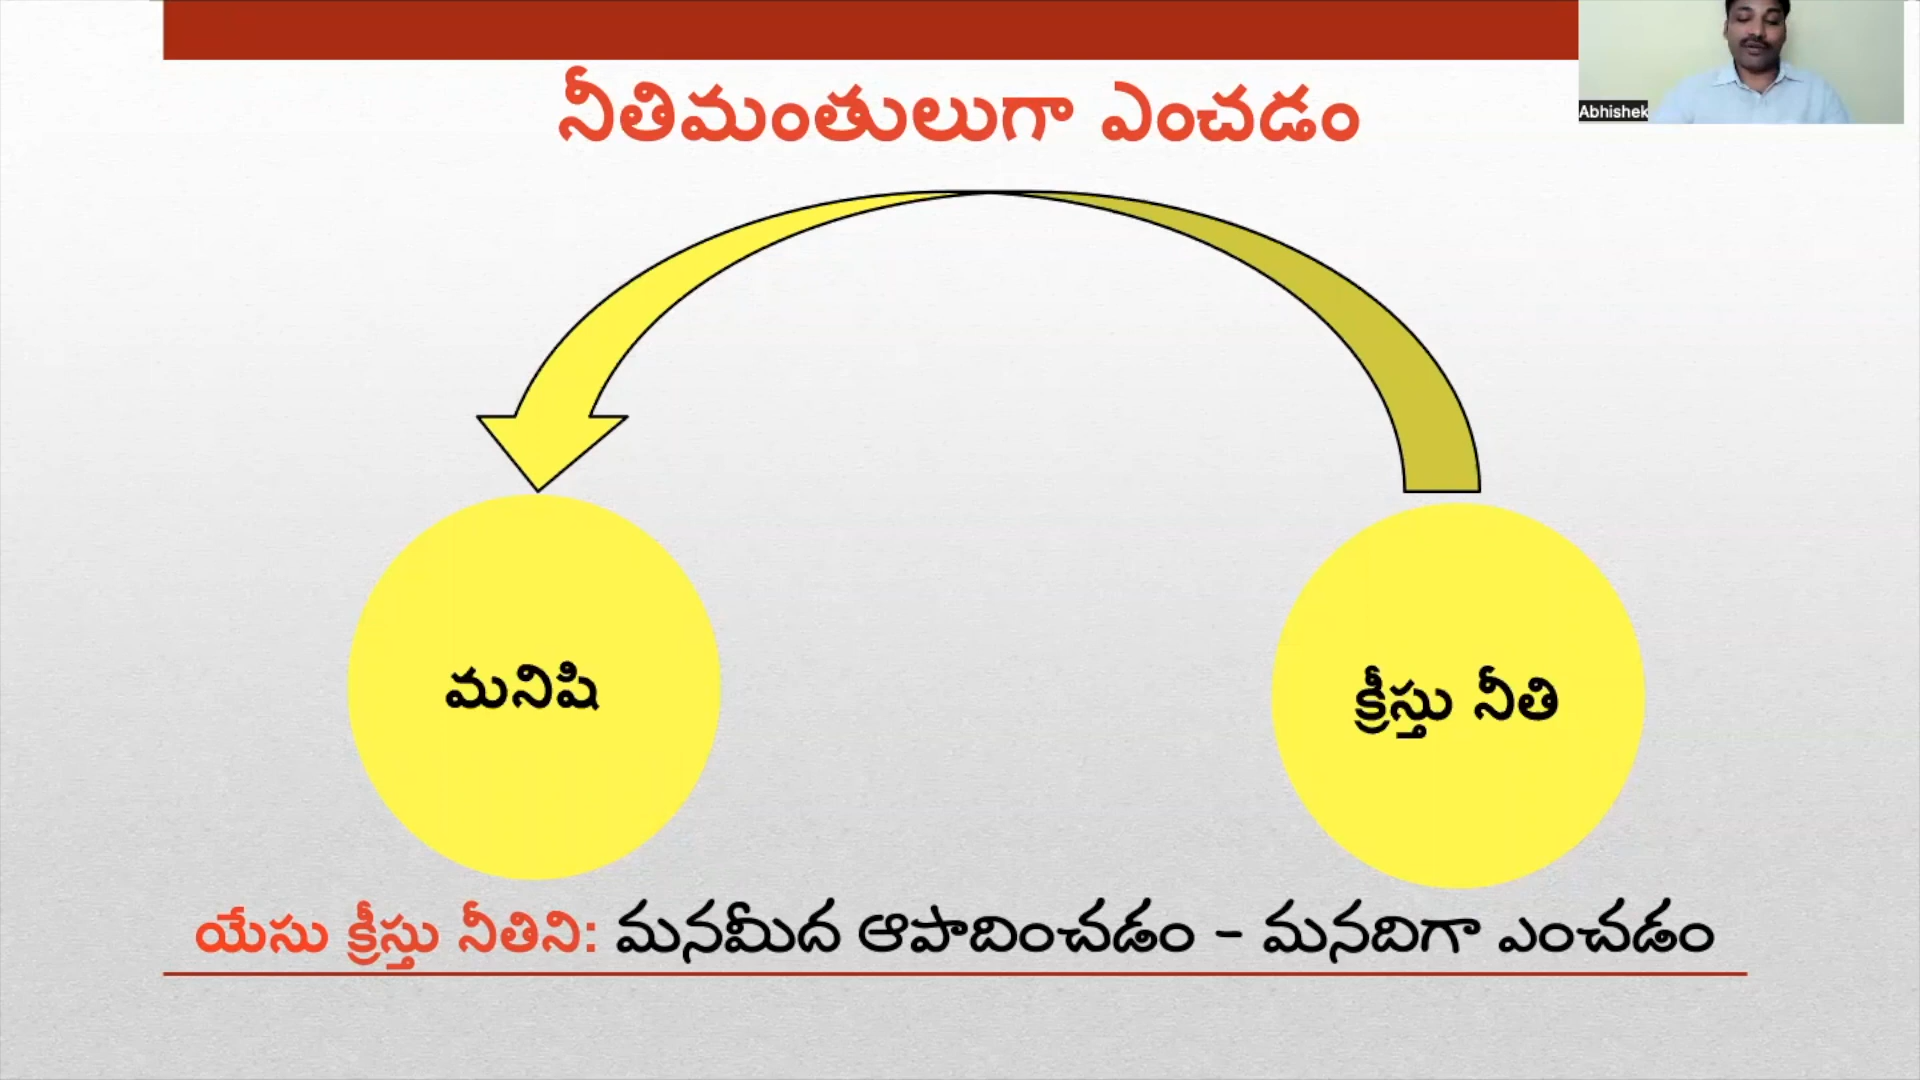 నీతిమంతులుగా ఎంచడం
Abhishek
మనిషి
క్రీస్తు నీతి
యేసు క్రీస్తు నీతిని: మనమీద ఆపాదించడం - మనదిగా ఎంచడం